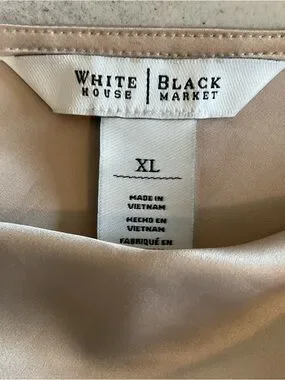 WHITE | BLACK
HOUSE | MARKET
XL
MADE IN
VIETNAM
HECHO EN
VIETNAM
FABRIQUÉ EN